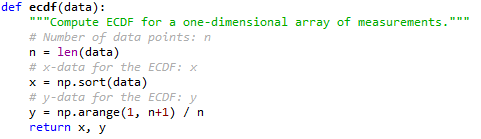 def ecdf(data):
    """Compute ECDF for a one-dimensional array of measurements."""
    # Number of data points: n
    n = len(data)
    # x-data for the ECDF: x
    x = np.sort(data)
    # y-data for the ECDF: y
    y = np.arange(1, n+1) / n
    return x, y